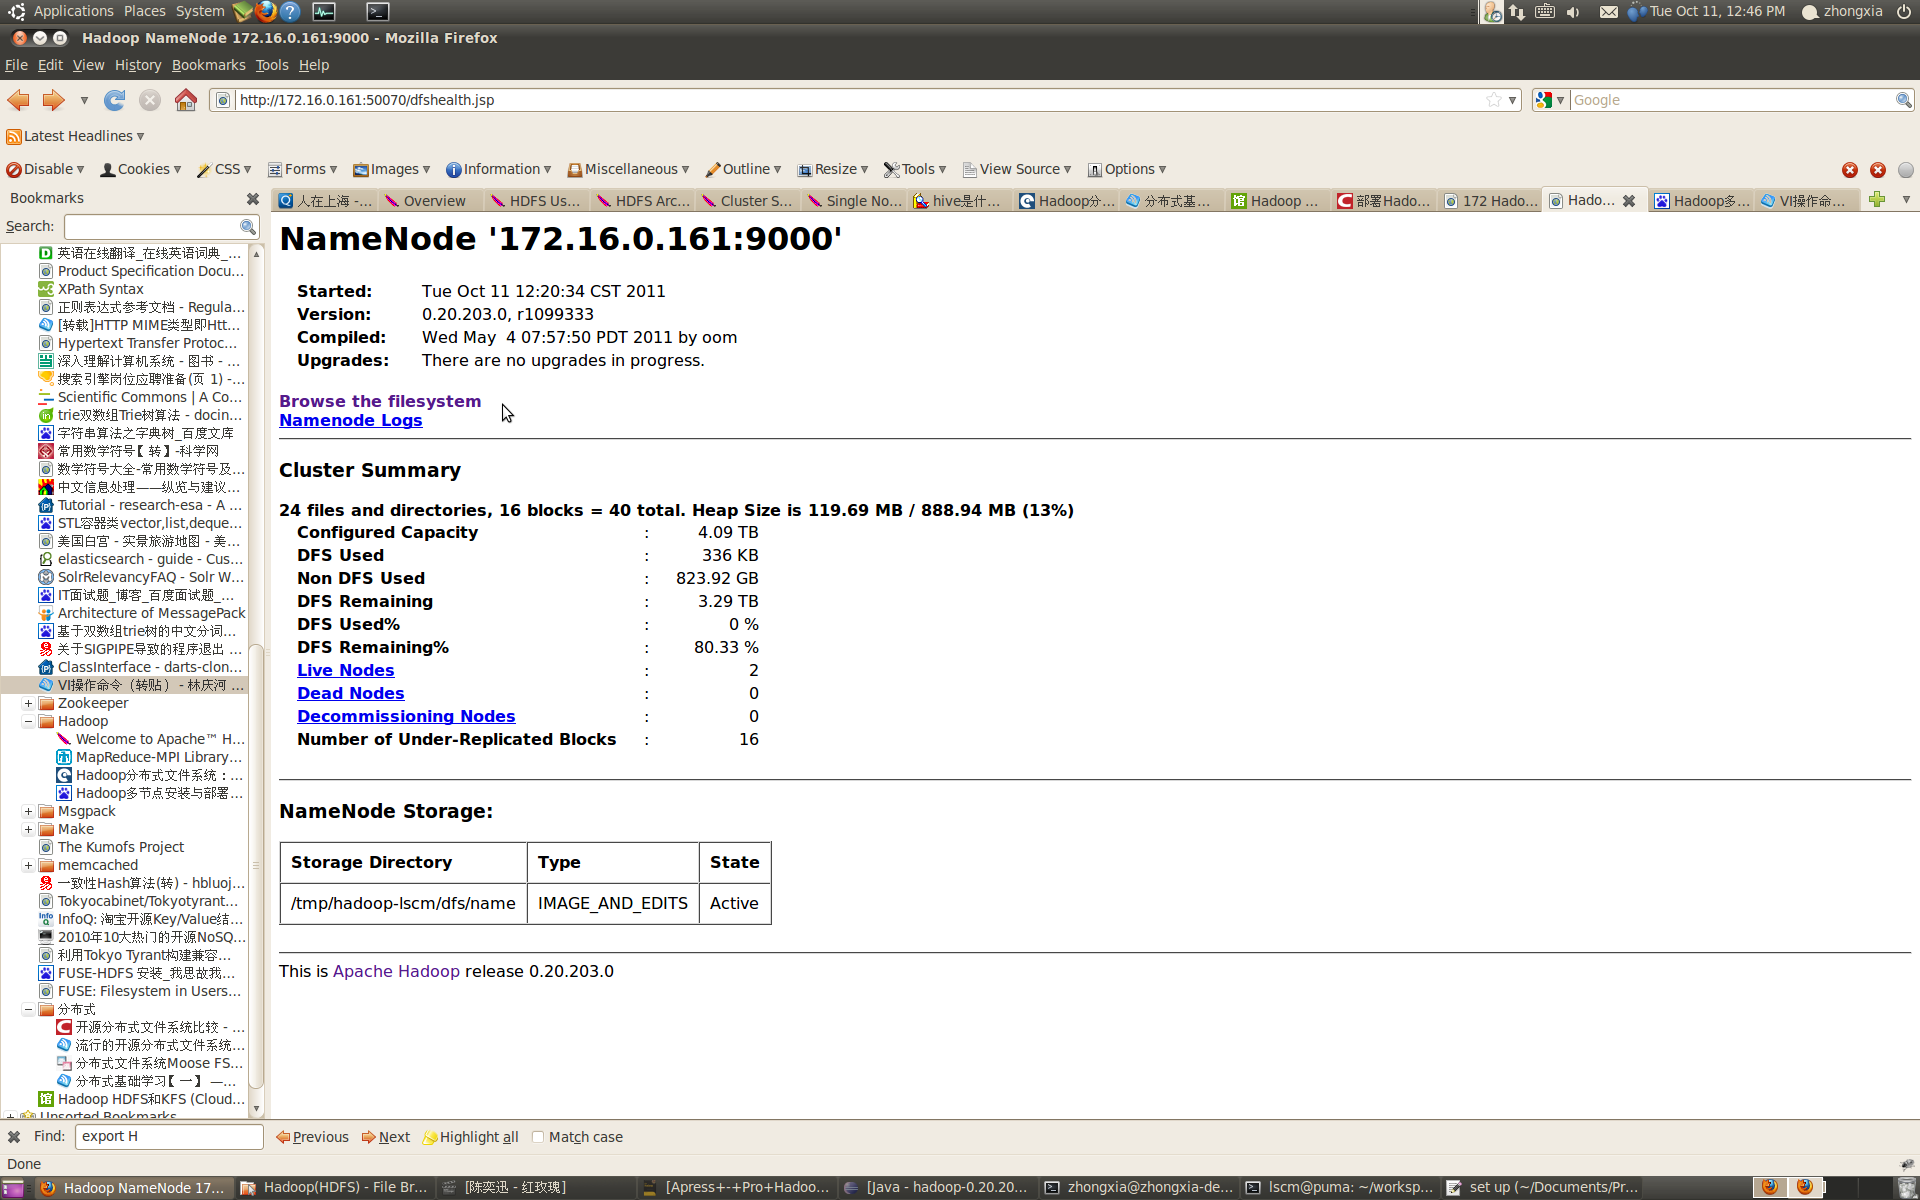 Applications Places System
Tue Oct 11, 12:46 PM
zhongxia
Hadoop NameNode 172.16.0.161:9000 - Mozilla Firefox
File Edit View History Bookmarks Tools Help
http://172.16.0.161:50070/dfshealth.jsp
Google
Latest Headlines
Disable Cookies CSS Forms Images Information Miscellaneous Outline Resize Tools View Source Options
Bookmarks
人在上海 -...
Overview
HDFS Us...
HDFS Arc...
Cluster S...
Single No...
hive是什...
Hadoop分...
分布式基...
Hadoop ...
部署Hado...
172 Hado...
Hado...
Hadoop多...
VI操作命...
Search:
英语在线翻译_在线英语词典_...
Product Specification Docu...
XPath Syntax
正则表达式参考文档 - Regula...
[转载]HTTP MIME类型即Htt...
Hypertext Transfer Protoc...
深入理解计算机系统 - 图书 - ...
搜索引擎岗位应聘准备(页 1) -...
Scientific Commons | A Co...
trie双数组Trie树算法 - docin...
字符串算法之字典树_百度文库
常用数学符号【 转】-科学网
数学符号大全-常用数学符号及...
中文信息处理——纵览与建议...
Tutorial - research-esa - A ...
STL容器类vector,list,deque...
美国白宫 - 实景旅游地图 - 美...
elasticsearch - guide - Cus...
SolrRelevancyFAQ - Solr W...
IT面试题_博客_百度面试题_...
Architecture of MessagePack
基于双数组trie树的中文分词...
关于SIGPIPE导致的程序退出 ...
ClassInterface - darts-clon...
VI操作命令（转贴） - 林庆河 ...
Zookeeper
Hadoop
Welcome to Apache™ H...
MapReduce-MPI Library...
Hadoop分布式文件系统：...
Hadoop多节点安装与部署...
Msgpack
Make
The Kumofs Project
memcached
一致性Hash算法(转) - hbluoj...
Tokyocabinet/Tokyotyrant...
InfoQ: 淘宝开源Key/Value结...
2010年10大热门的开源NoSQ...
利用Tokyo Tyrant构建兼容...
FUSE-HDFS 安装_我思故我...
FUSE: Filesystem in Users...
分布式
开源分布式文件系统比较 - ...
流行的开源分布式文件系统...
分布式文件系统Moose FS...
分布式基础学习【 一】 —...
Hadoop HDFS和KFS (Cloud...
Unsorted Bookmarks
NameNode '172.16.0.161:9000'
Started: Tue Oct 11 12:20:34 CST 2011
Version: 0.20.203.0, r1099333
Compiled: Wed May 4 07:57:50 PDT 2011 by oom
Upgrades: There are no upgrades in progress.
Browse the filesystem
Namenode Logs
Cluster Summary
24 files and directories, 16 blocks = 40 total. Heap Size is 119.69 MB / 888.94 MB (13%)
Configured Capacity : 4.09 TB
DFS Used : 336 KB
Non DFS Used : 823.92 GB
DFS Remaining : 3.29 TB
DFS Used% : 0 %
DFS Remaining% : 80.33 %
Live Nodes : 2
Dead Nodes : 0
Decommissioning Nodes : 0
Number of Under-Replicated Blocks : 16
NameNode Storage:
Storage Directory Type State
/tmp/hadoop-lscm/dfs/name IMAGE_AND_EDITS Active
This is Apache Hadoop release 0.20.203.0
Find: export H Previous Next Highlight all Match case
Done
Hadoop NameNode 17...
Hadoop(HDFS) - File Br...
[陈奕迅 - 红玫瑰]
[Apress+-+Pro+Hadoo...
[Java - hadoop-0.20.20...
zhongxia@zhongxia-de...
lscm@puma: ~/worksp...
set up (~/Documents/Pr...